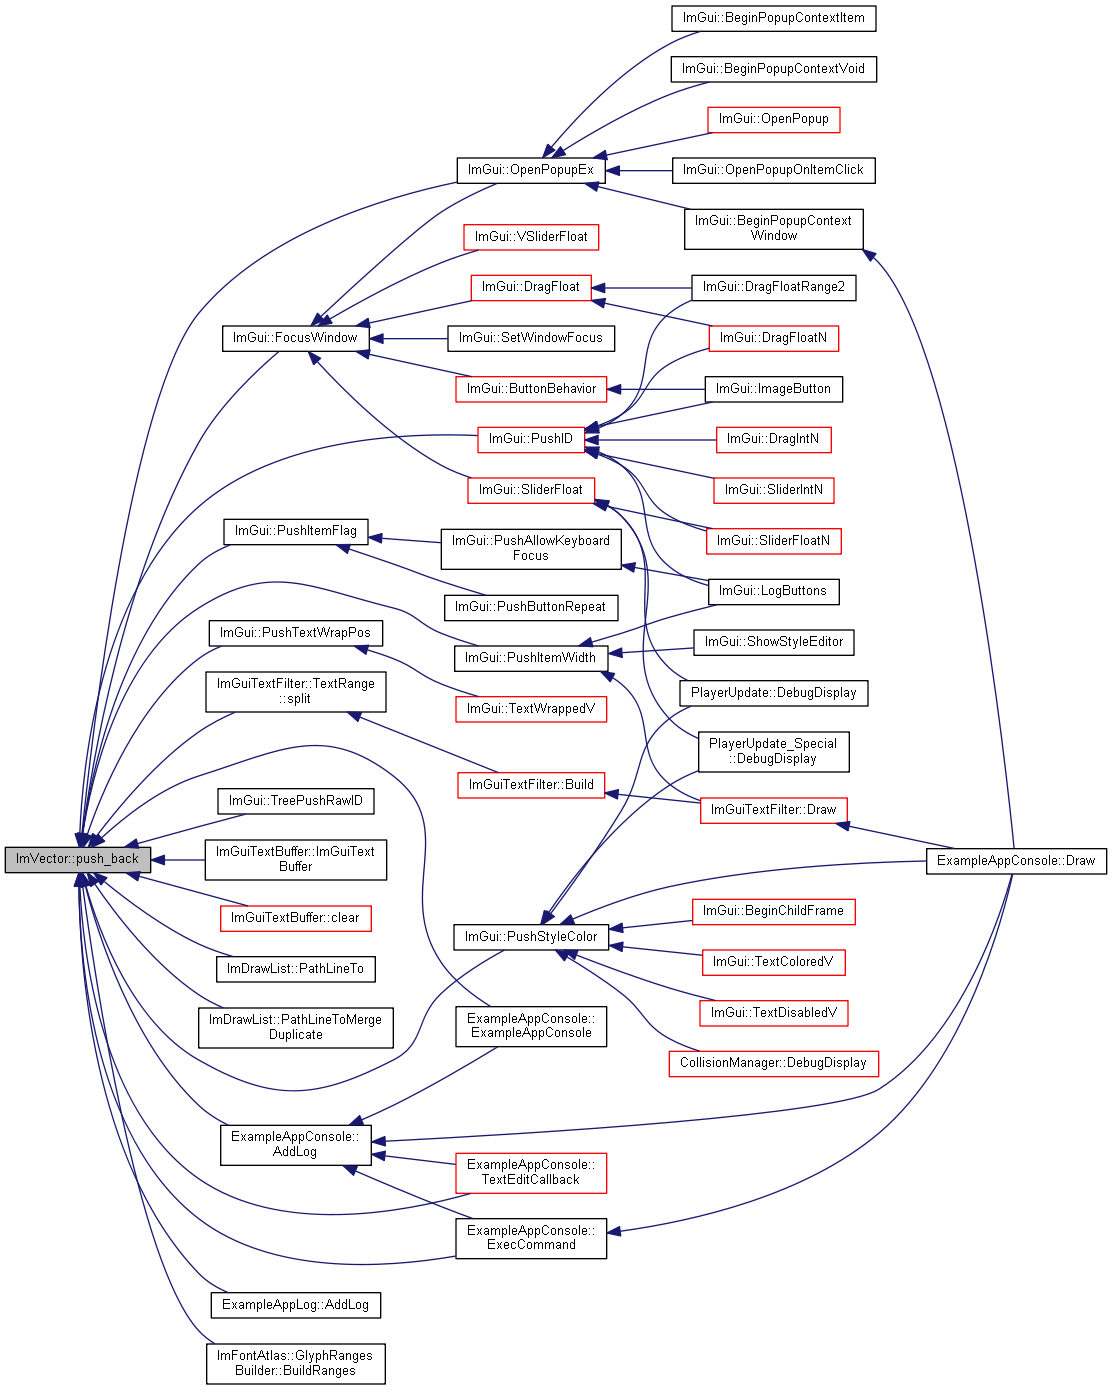 ImGui::BeginPopupContextItem
ImGui::BeginPopupContextVoid
ImGui::OpenPopup
ImGui::OpenPopupEx
ImGui::OpenPopupOnItemClick
ImGui::BeginPopupContext
Window
ImGui::VSliderFloat
ImGui::DragFloat
ImGui::DragFloatRange2
ImGui::FocusWindow
ImGui::SetWindowFocus
ImGui::DragFloatN
ImGui::ButtonBehavior
ImGui::ImageButton
ImGui::PushID
ImGui::DragIntN
ImGui::SliderFloat
ImGui::SliderIntN
ImGui::PushItemFlag
ImGui::PushAllowKeyboard
Focus
ImGui::SliderFloatN
ImGui::LogButtons
ImGui::PushButtonRepeat
ImGui::PushTextWrapPos
ImGui::PushItemWidth
ImGui::ShowStyleEditor
ImGuiTextFilter::TextRange
::split
ImGui::TextWrappedV
PlayerUpdate::DebugDisplay
PlayerUpdate_Special
::DebugDisplay
ImGuiTextFilter::Build
ImGui::TreePushRawID
ImGuiTextFilter::Draw
ImVector::push_back
ImGuiTextBuffer::ImGuiText
Buffer
ExampleAppConsole::Draw
ImGuiTextBuffer::clear
ImGui::BeginChildFrame
ImGui::PushStyleColor
ImDrawList::PathLineTo
ImGui::TextColoredV
ImDrawList::PathLineToMerge
Duplicate
ExampleAppConsole::
ExampleAppConsole
ImGui::TextDisabledV
CollisionManager::DebugDisplay
ExampleAppConsole::
AddLog
ExampleAppConsole::
TextEditCallback
ExampleAppConsole::
ExecCommand
ExampleAppLog::AddLog
ImFontAtlas::GlyphRanges
Builder::BuildRanges